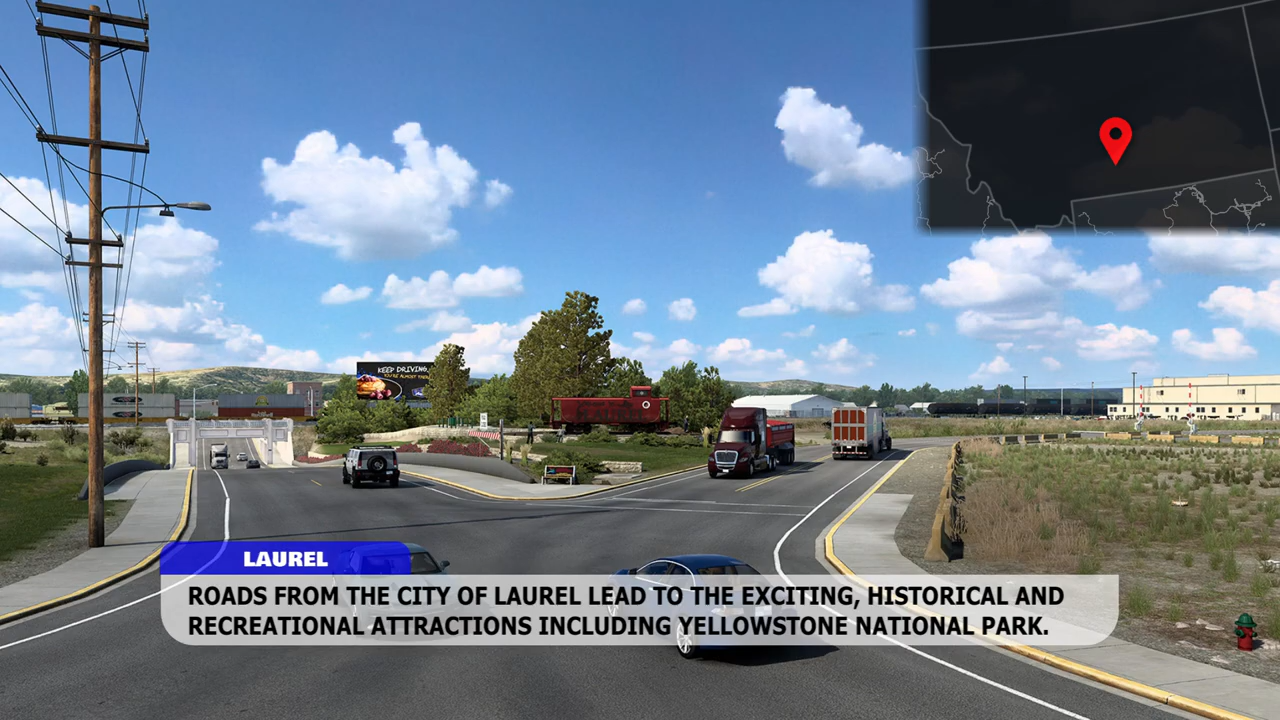 KEEP DRIVING,
LAUREL
ROADS FROM THE CITY OF LAUREL LEAD TO THE EXCITING, HISTORICAL AND
RECREATIONAL ATTRACTIONS INCLUDING YELLOWSTONE NATIONAL PARK.